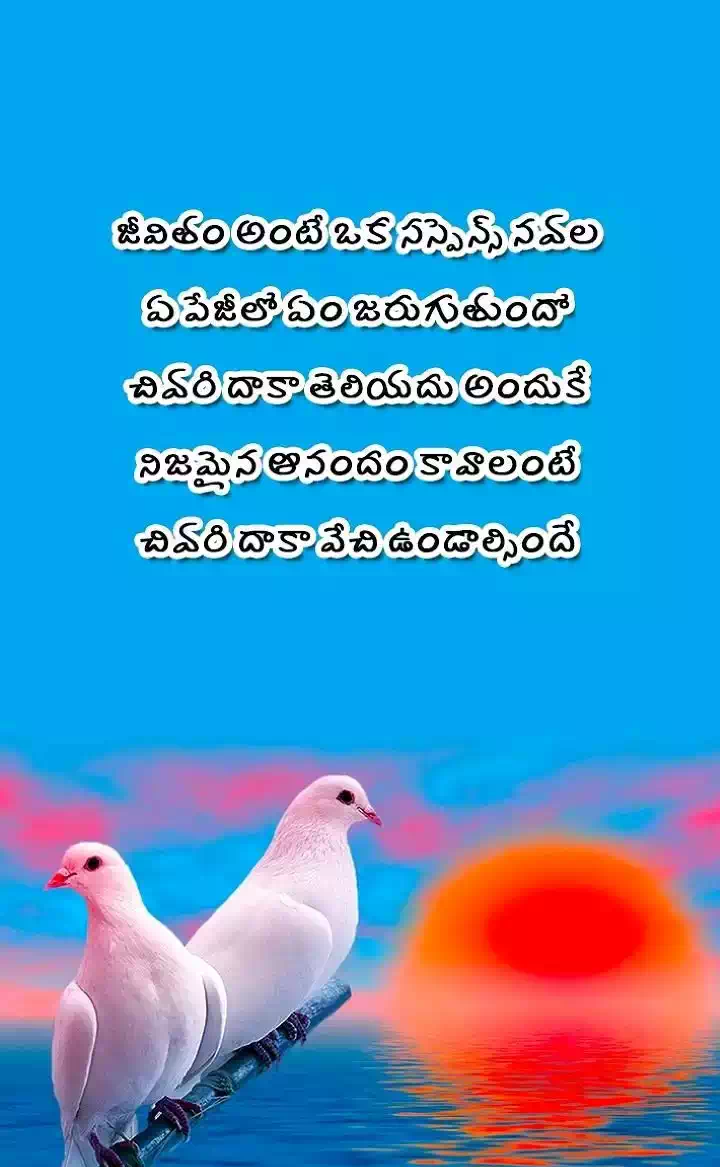 జీవితం అంటే ఒక సస్పెన్స్ నవల
ఏ పేజీలో ఏం జరుగుతుందో
చివరి దాకా తెలియదు అందుకే
నిజమైన ఆనందం కావాలంటే
చివరి దాకా వేచి ఉండాల్సిందే